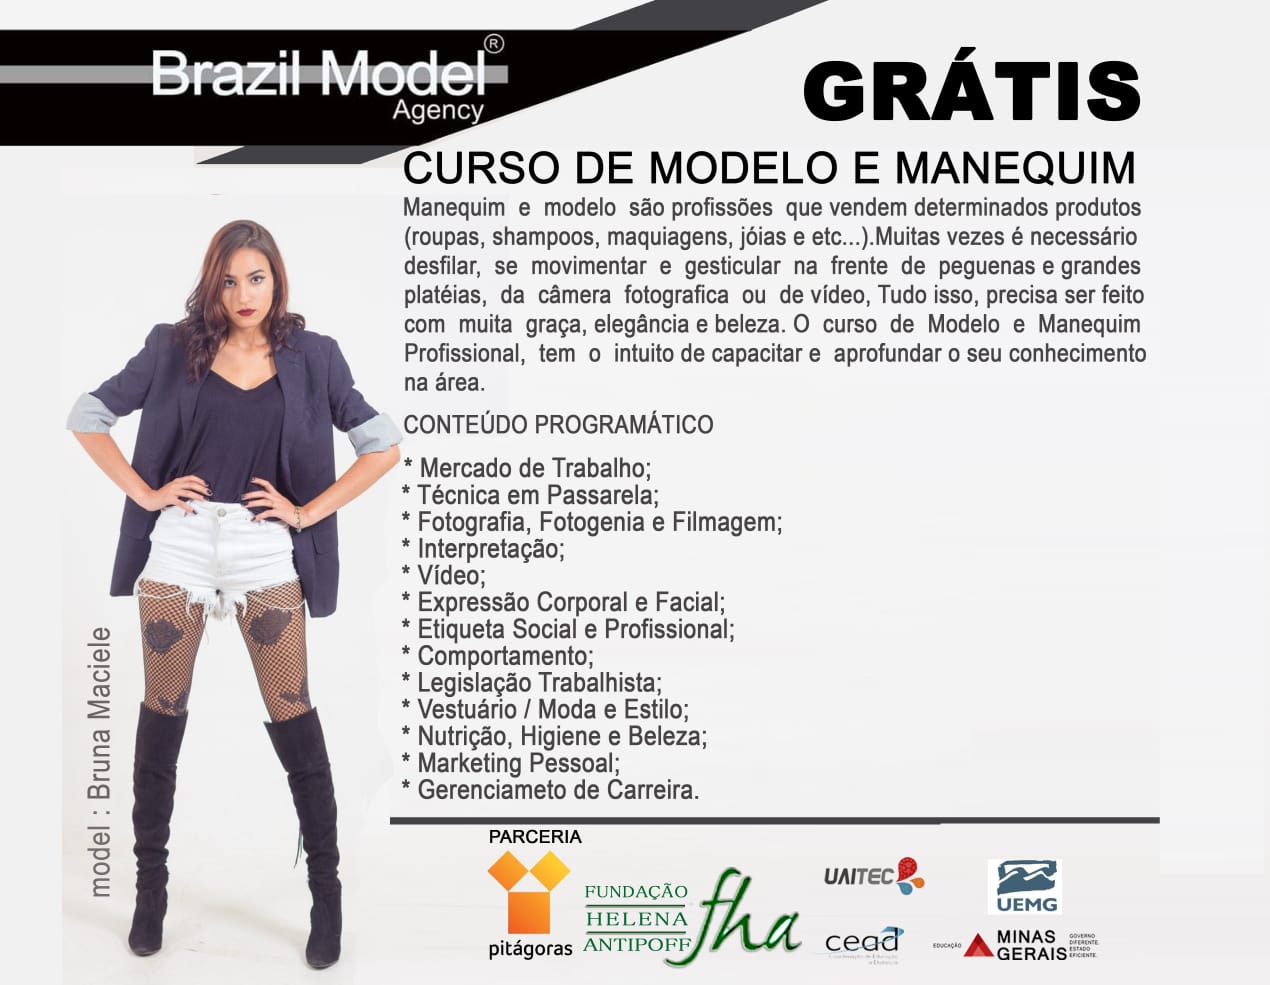 Brazil Model®
Agency
GRÁTIS
CURSO DE MODELO E MANEQUIM
Manequim e modelo são profissões que vendem determinados produtos
(roupas, shampoos, maquiagens, jóias e etc...).Muitas vezes é necessário
desfilar, se movimentar e gesticular na frente de peguenas e grandes
platéias, da câmera fotografica ou de vídeo, Tudo isso, precisa ser feito
com muita graça, elegância e beleza. O curso de Modelo e Manequim
Profissional, tem o intuito de capacitar e aprofundar o seu conhecimento
na área.
CONTEÚDO PROGRAMÁTICO
* Mercado de Trabalho;
* Técnica em Passarela;
* Fotografia, Fotogenia e Filmagem;
* Interpretação;
* Vídeo;
* Expressão Corporal e Facial;
* Etiqueta Social e Profissional;
* Comportamento;
* Legislação Trabalhista;
* Vestuário / Moda e Estilo;
* Nutrição, Higiene e Beleza;
* Marketing Pessoal;
* Gerenciameto de Carreira.
model : Bruna Maciele
PARCERIA
pitágoras
FUNDAÇÃO
HELENA
ANTIPOFF
fha
UAITEC
cead
UEMG
EDUCAÇÃO
MINAS
GERAIS
GOVERNO
DIFERENTE.
ESTADO
EFICIENTE.